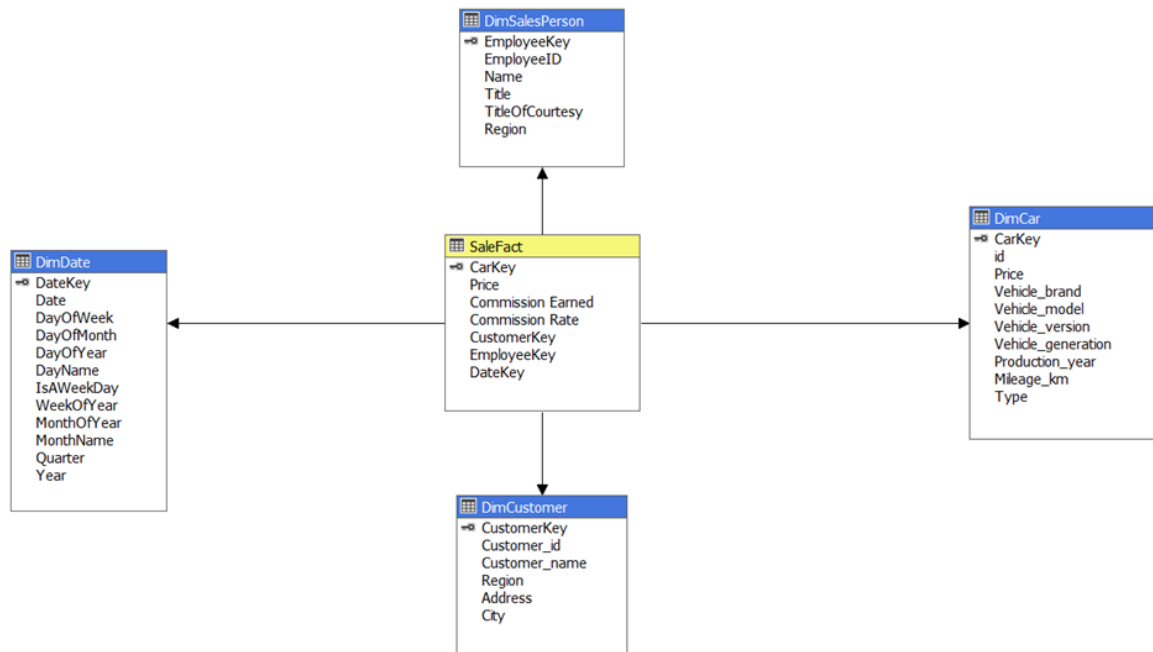 DimSalesPerson
EmployeeKey
EmployeeID
Name
Title
TitleOfCourtesy
Region
DimDate
DateKey
Date
DayOfWeek
DayOfMonth
DayOfYear
DayName
IsAWeekDay
WeekOfYear
MonthOfYear
MonthName
Quarter
Year
SaleFact
CarKey
Price
Commission Earned
Commission Rate
CustomerKey
EmployeeKey
DateKey
DimCar
CarKey
id
Price
Vehicle_brand
Vehicle_model
Vehicle_version
Vehicle_generation
Production_year
Mileage_km
Type
DimCustomer
CustomerKey
Customer_id
Customer_name
Region
Address
City